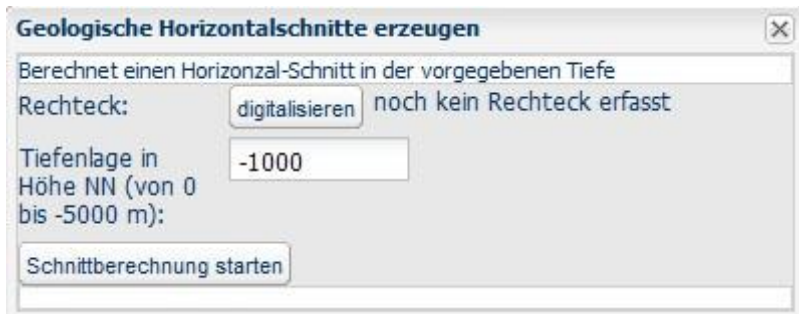 Geologische Horizontalschnitte erzeugen
Berechnet einen Horizonzal-Schnitt in der vorgegebenen Tiefe
Rechteck: digitalisieren noch kein Rechteck erfasst
Tiefenlage in -1000
Höhe NN (von 0
bis -5000 m):
Schnittberechnung starten